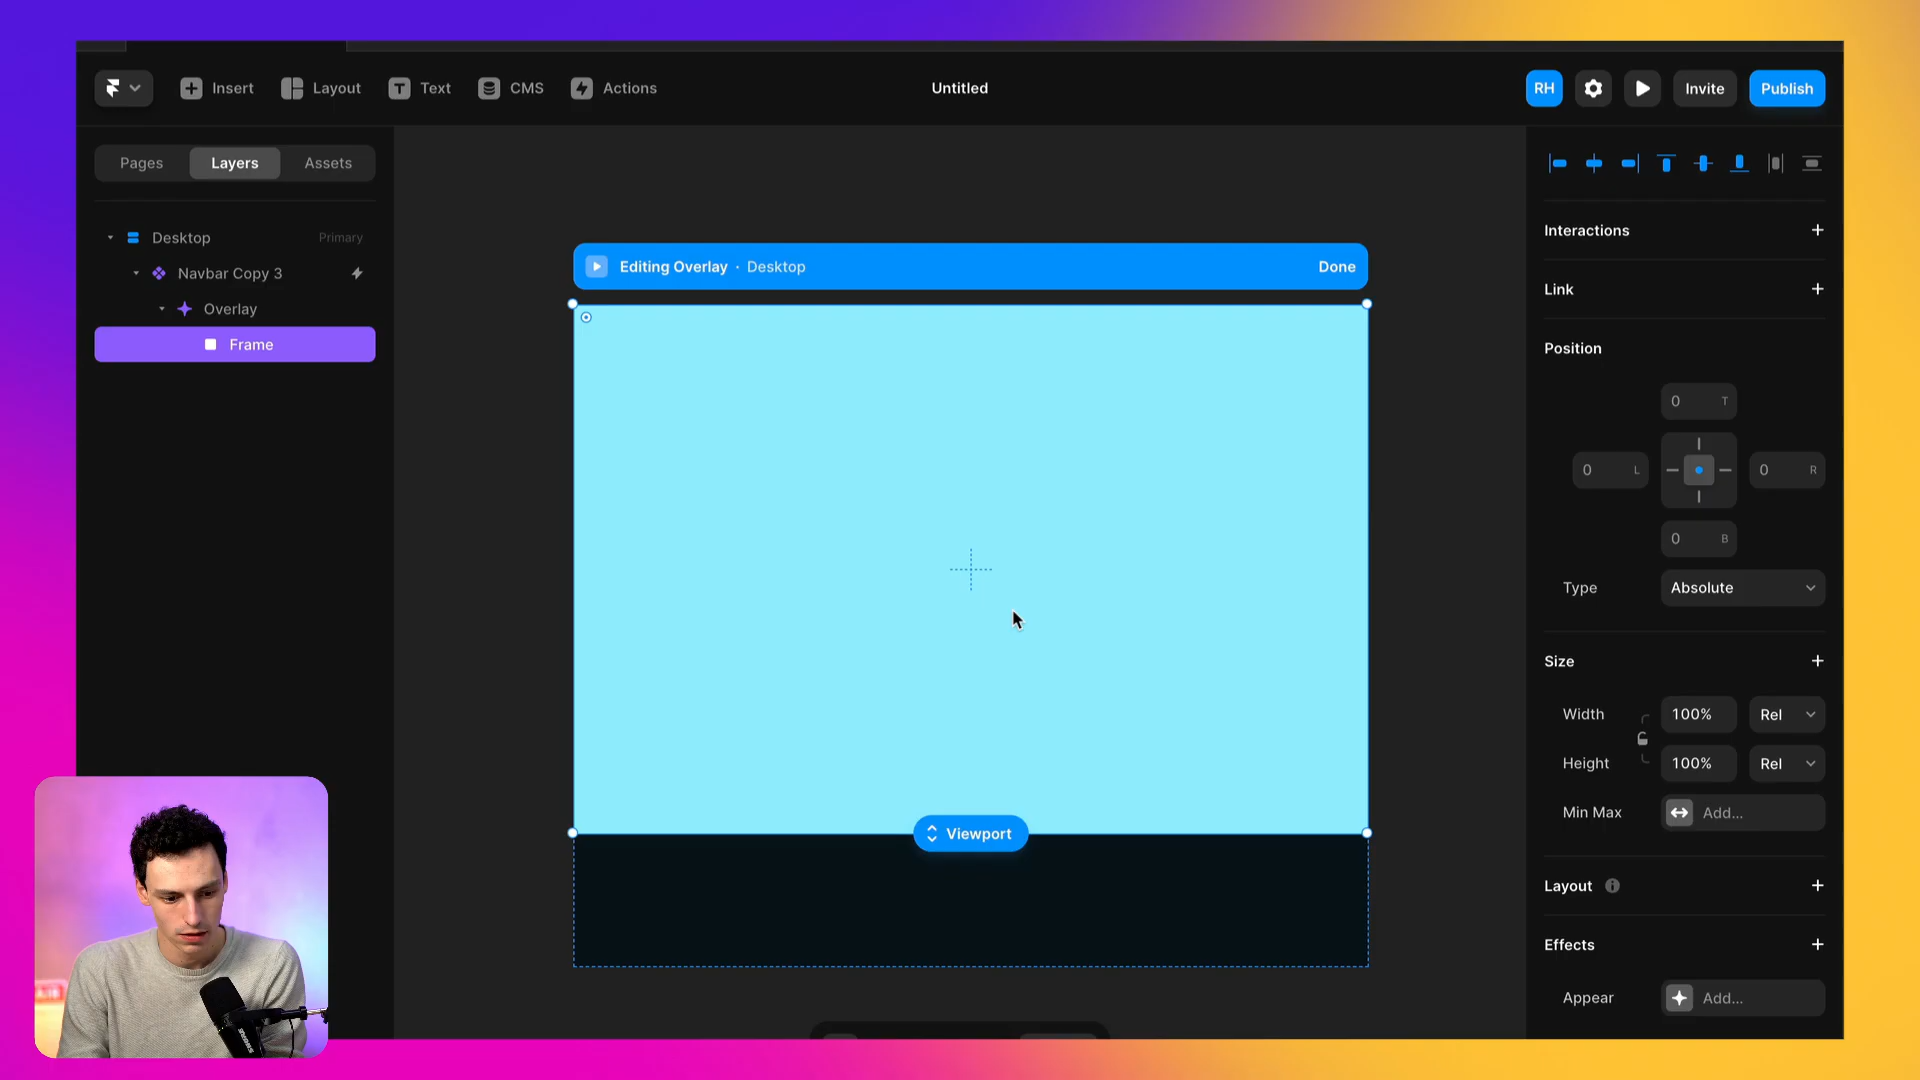 Insert
Layout
Text
CMS
Actions
Untitled
RH
Invite
Publish
Pages
Layers
Assets
Desktop
Primary
Navbar Copy 3
Overlay
Frame
Editing Overlay · Desktop
Done
Viewport
Interactions
Link
Position
0 T
0 L
0 R
0 B
Type
Absolute
Size
Width
100%
Rel
Height
100%
Rel
Min Max
Add...
Layout
Effects
Appear
Add...
SHURE